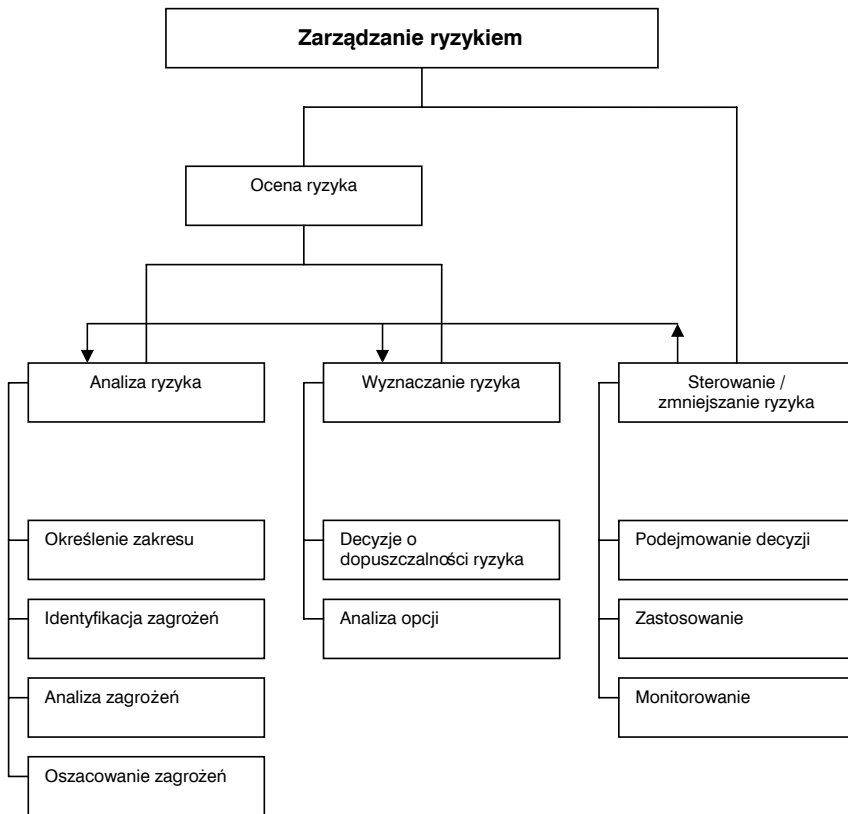 Zarządzanie ryzykiem
Ocena ryzyka
Analiza ryzyka
Wyznaczanie ryzyka
Sterowanie /
zmniejszanie ryzyka
Określenie zakresu
Identyfikacja zagrożeń
Analiza zagrożeń
Oszacowanie zagrożeń
Decyzje o
dopuszczalności ryzyka
Analiza opcji
Podejmowanie decyzji
Zastosowanie
Monitorowanie